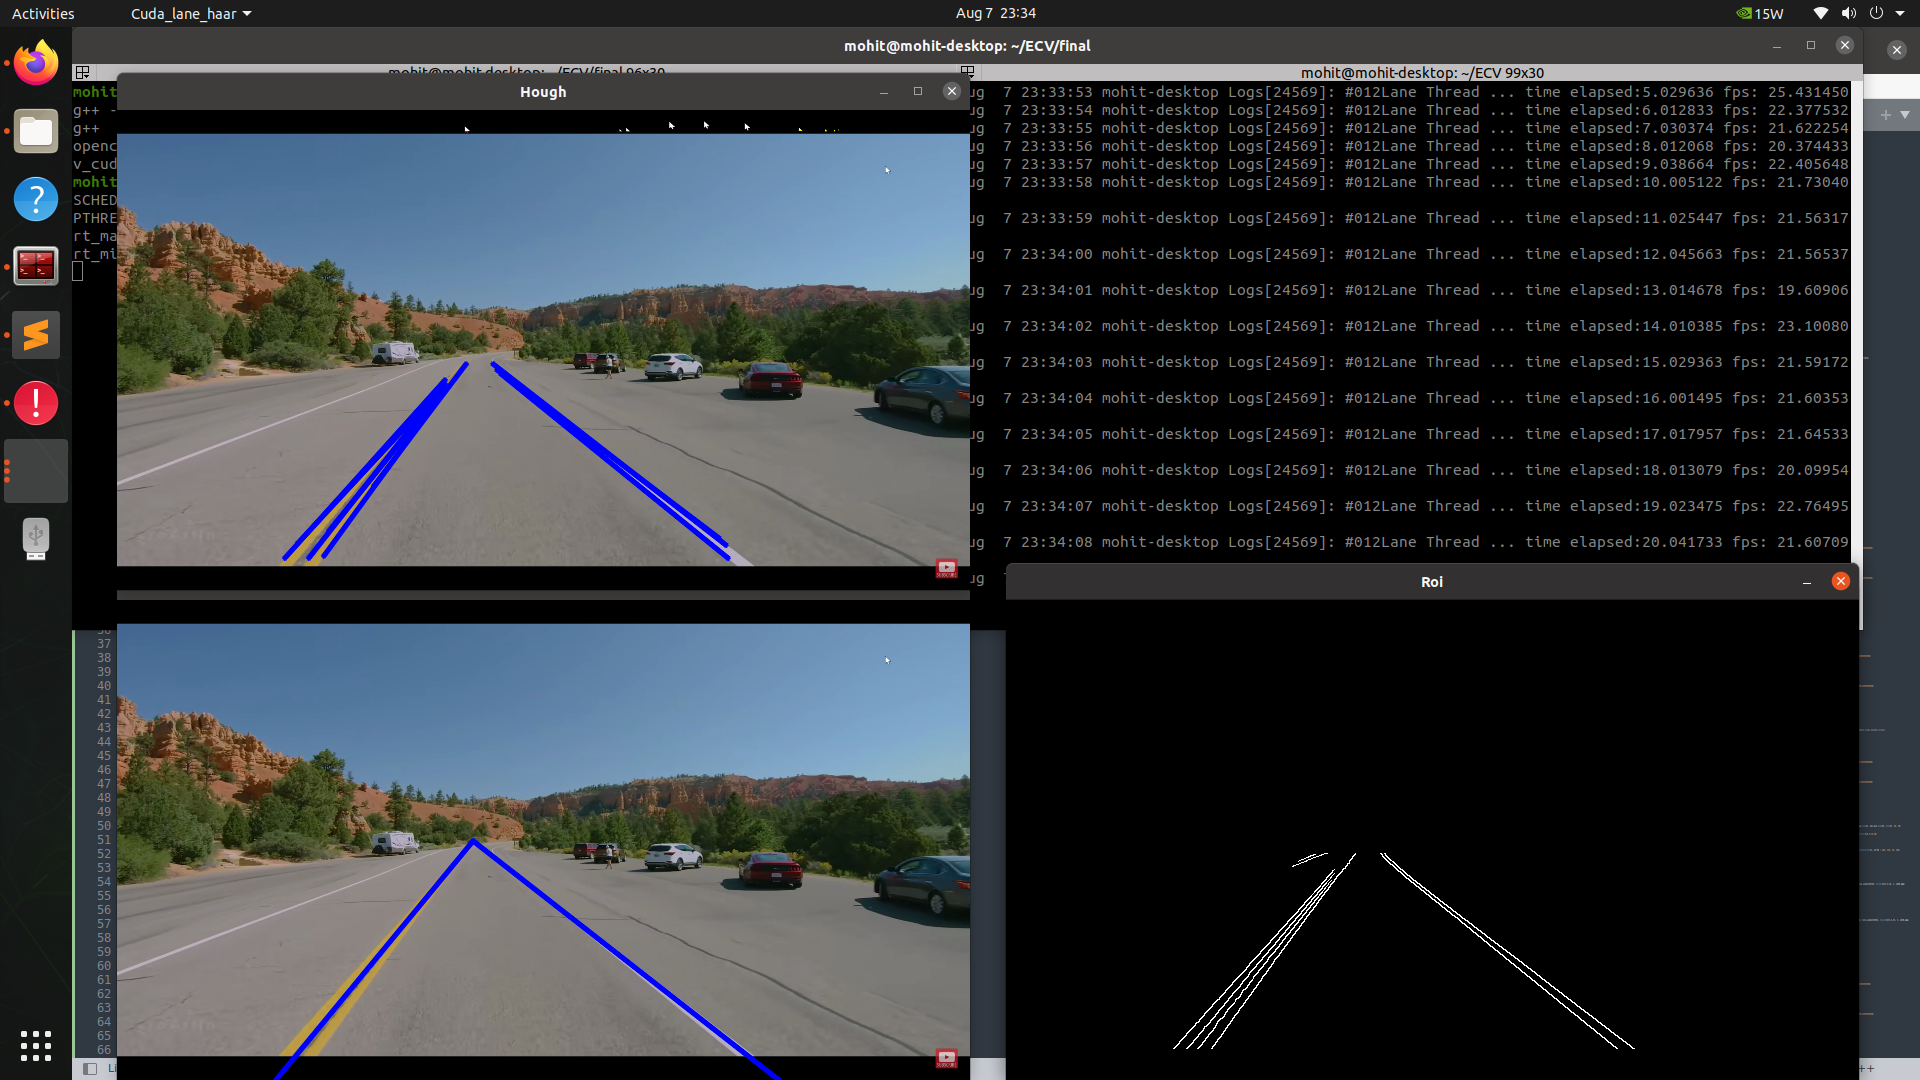 Activities
Cuda_lane_haar
Aug 7 23:34
15W
mohit@mohit-desktop: ~/ECV/final
mohit@mohit-desktop: ~/ECV/final 96x30
mohit@mohit-desktop: ~/ECV 99x30
Hough
mohit
g++ -
g++
openc
v_cud
mohit
SCHED
PTHRE
rt_ma
rt_mi
ug 7 23:33:53 mohit-desktop Logs[24569]: #012Lane Thread ... time elapsed:5.029636 fps: 25.431450
ug 7 23:33:54 mohit-desktop Logs[24569]: #012Lane Thread ... time elapsed:6.012833 fps: 22.377532
ug 7 23:33:55 mohit-desktop Logs[24569]: #012Lane Thread ... time elapsed:7.030374 fps: 21.622254
ug 7 23:33:56 mohit-desktop Logs[24569]: #012Lane Thread ... time elapsed:8.012068 fps: 20.374433
ug 7 23:33:57 mohit-desktop Logs[24569]: #012Lane Thread ... time elapsed:9.038664 fps: 22.405648
ug 7 23:33:58 mohit-desktop Logs[24569]: #012Lane Thread ... time elapsed:10.005122 fps: 21.73040
ug 7 23:33:59 mohit-desktop Logs[24569]: #012Lane Thread ... time elapsed:11.025447 fps: 21.56317
ug 7 23:34:00 mohit-desktop Logs[24569]: #012Lane Thread ... time elapsed:12.045663 fps: 21.56537
ug 7 23:34:01 mohit-desktop Logs[24569]: #012Lane Thread ... time elapsed:13.014678 fps: 19.60906
ug 7 23:34:02 mohit-desktop Logs[24569]: #012Lane Thread ... time elapsed:14.010385 fps: 23.10080
ug 7 23:34:03 mohit-desktop Logs[24569]: #012Lane Thread ... time elapsed:15.029363 fps: 21.59172
ug 7 23:34:04 mohit-desktop Logs[24569]: #012Lane Thread ... time elapsed:16.001495 fps: 21.60353
ug 7 23:34:05 mohit-desktop Logs[24569]: #012Lane Thread ... time elapsed:17.017957 fps: 21.64533
ug 7 23:34:06 mohit-desktop Logs[24569]: #012Lane Thread ... time elapsed:18.013079 fps: 20.09954
ug 7 23:34:07 mohit-desktop Logs[24569]: #012Lane Thread ... time elapsed:19.023475 fps: 22.76495
ug 7 23:34:08 mohit-desktop Logs[24569]: #012Lane Thread ... time elapsed:20.041733 fps: 21.60709
ug 7
Roi
SUBSCRIBE
36
37
38
39
40
41
42
43
44
45
46
47
48
49
50
51
52
53
54
55
56
57
58
59
60
61
62
63
64
65
66
SUBSCRIBE
Li
++